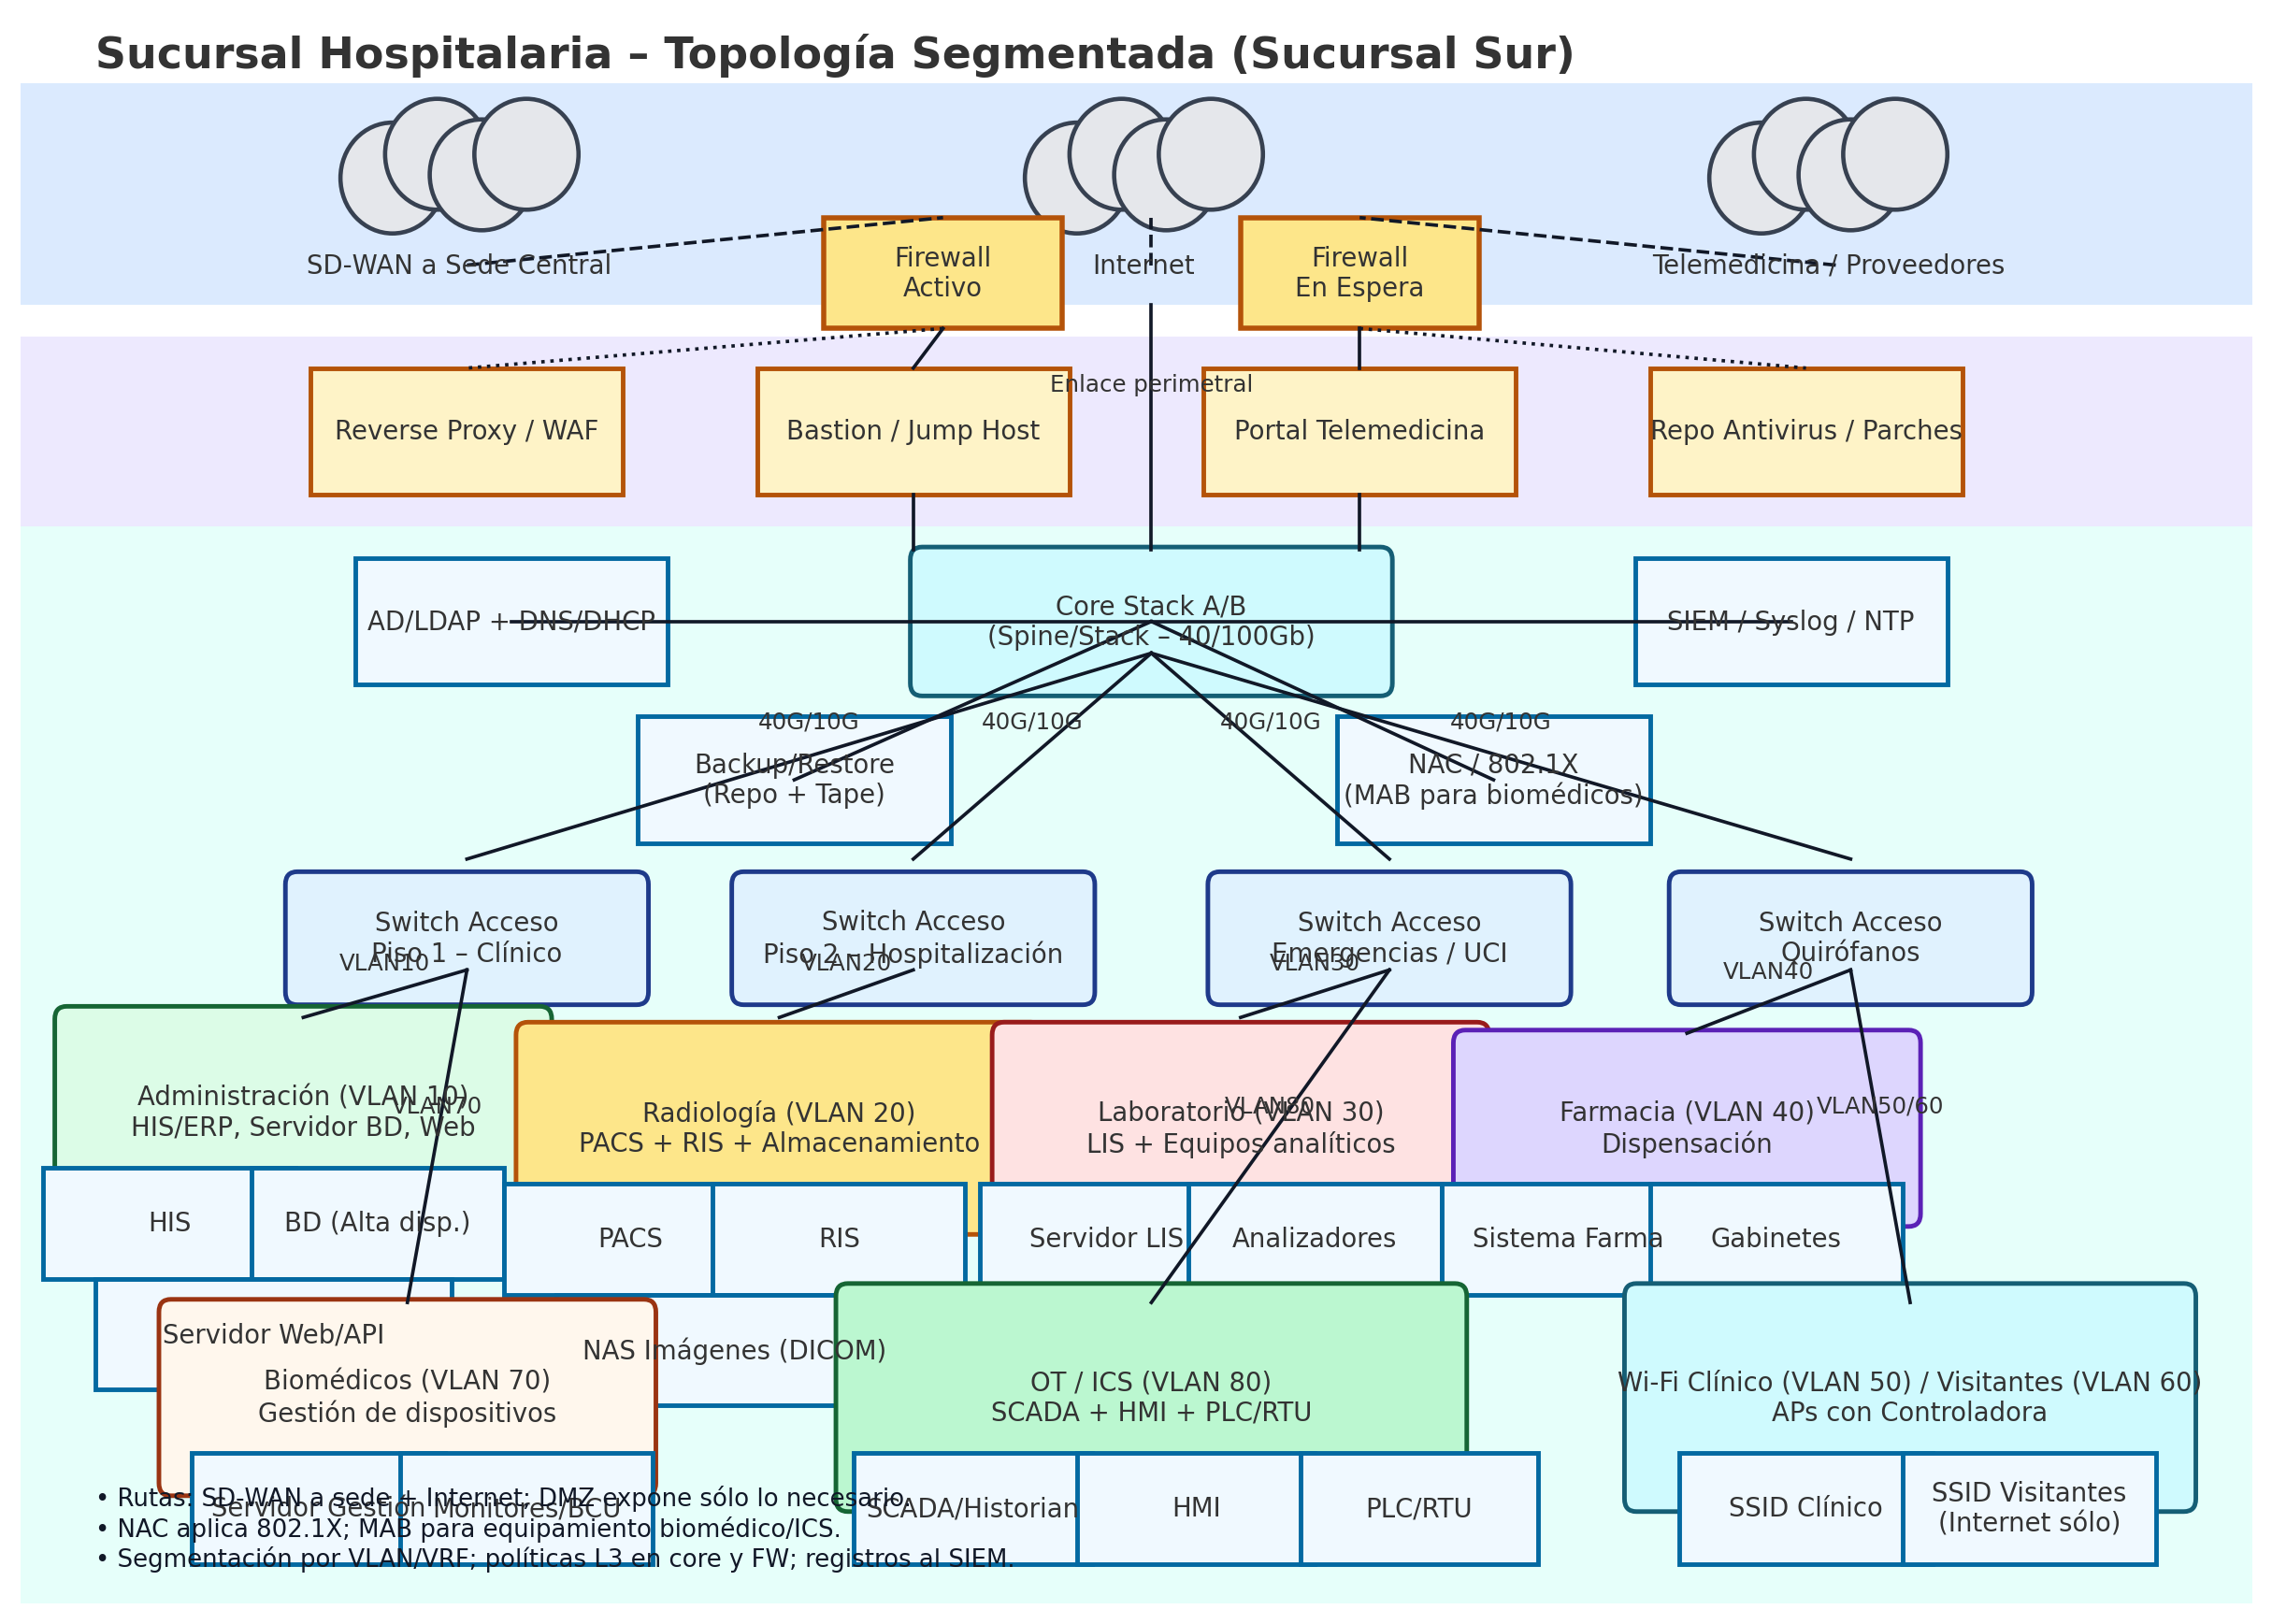 Sucursal Hospitalaria – Topología Segmentada (Sucursal Sur)
SD-WAN a Sede Central
Firewall
Activo
Internet
Firewall
En Espera
Telemedicina / Proveedores
Enlace perimetral
Reverse Proxy / WAF
Bastion / Jump Host
Portal Telemedicina
Repo Antivirus / Parches
AD/LDAP + DNS/DHCP
Core Stack A/B
(Spine/Stack – 40/100Gb)
SIEM / Syslog / NTP
40G/10G
40G/10G
40G/10G
40G/10G
Backup/Restore
(Repo + Tape)
NAC / 802.1X
(MAB para biomédicos)
Switch Acceso
Piso 1 – Clínico
Switch Acceso
Piso 2 – Hospitalización
Switch Acceso
Emergencias / UCI
Switch Acceso
Quirófanos
VLAN10
VLAN20
VLAN30
VLAN40
Administración (VLAN 10)
HIS/ERP, Servidor BD, Web
VLAN70
Radiología (VLAN 20)
PACS + RIS + Almacenamiento
Laboratorio (VLAN 30)
LIS + Equipos analíticos
VLAN80
Farmacia (VLAN 40)
Dispensación
VLAN50/60
HIS
BD (Alta disp.)
PACS
RIS
Servidor LIS
Analizadores
Sistema Farma
Gabinetes
Servidor Web/API
NAS Imágenes (DICOM)
Biomédicos (VLAN 70)
Gestión de dispositivos
OT / ICS (VLAN 80)
SCADA + HMI + PLC/RTU
Wi-Fi Clínico (VLAN 50) / Visitantes (VLAN 60)
APs con Controladora
Servidor Gestión
Monitores/BCU
SCADA/Historian
HMI
PLC/RTU
SSID Clínico
SSID Visitantes
(Internet sólo)
• Rutas: SD-WAN a sede + Internet; DMZ expone sólo lo necesario.
• NAC aplica 802.1X; MAB para equipamiento biomédico/ICS.
• Segmentación por VLAN/VRF; políticas L3 en core y FW; registros al SIEM.